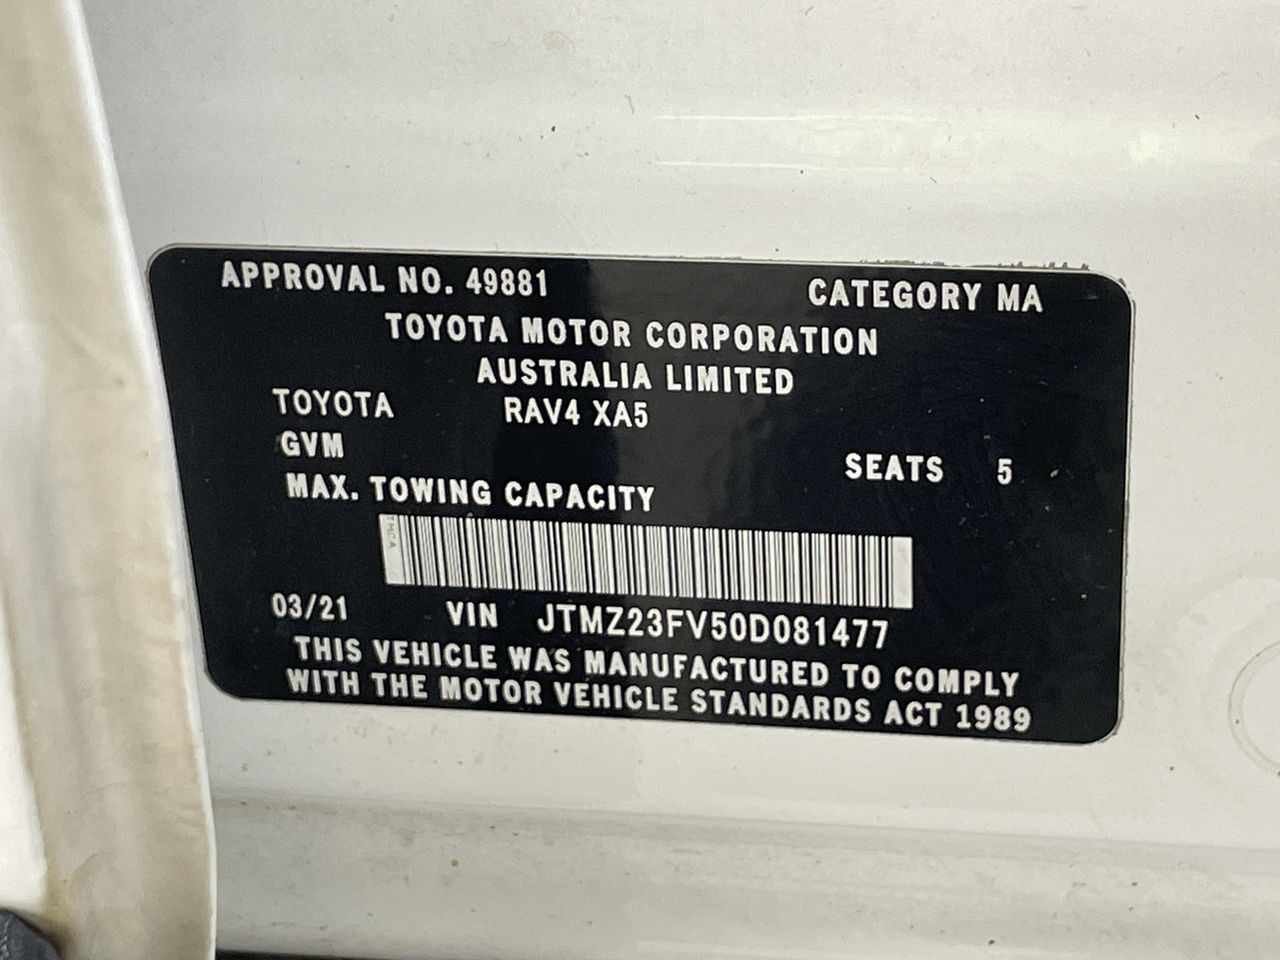 APPROVAL NO. 49881 CATEGORY MA
TOYOTA MOTOR CORPORATION
AUSTRALIA LIMITED
TOYOTA RAV4 XA5
GVM SEATS 5
MAX. TOWING CAPACITY
TMCA
03/21 VIN JTMZ23FV50D081477
THIS VEHICLE WAS MANUFACTURED TO COMPLY
WITH THE MOTOR VEHICLE STANDARDS ACT 1989